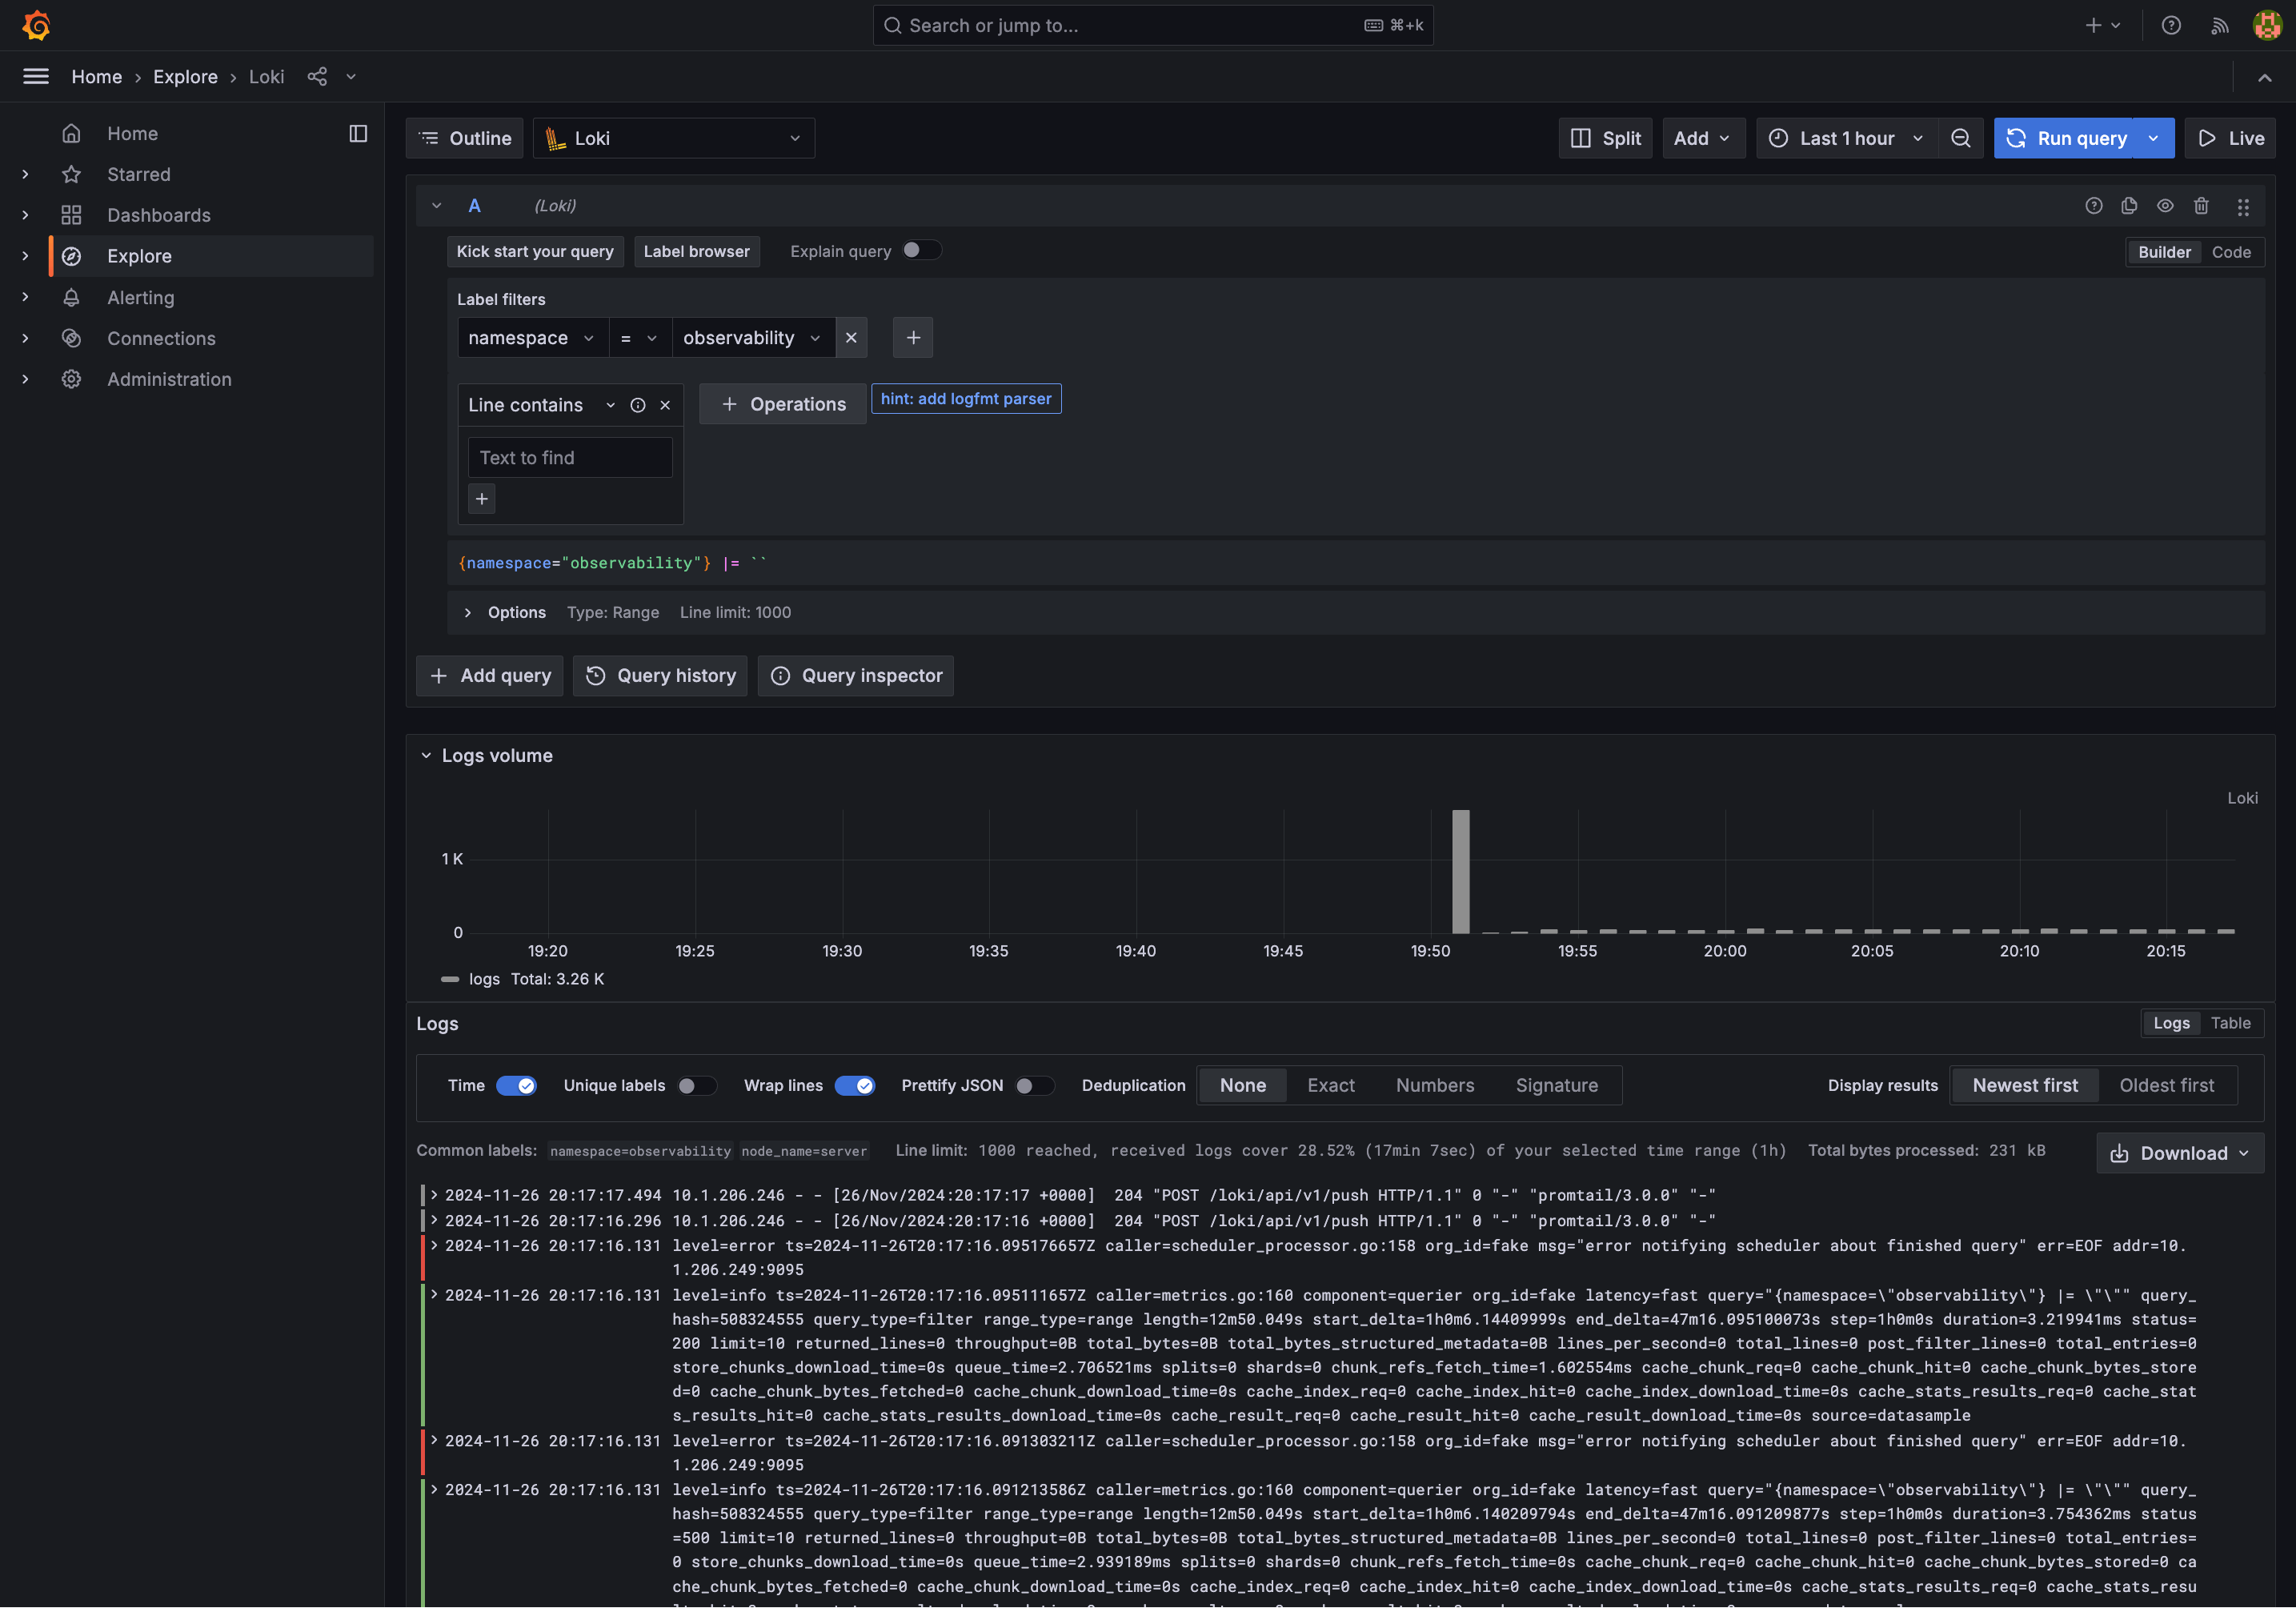 Search or jump to...
⌘+k
Home › Explore › Loki
Home
Starred
Dashboards
Explore
Alerting
Connections
Administration
Outline
Loki
Split
Add
Last 1 hour
Run query
Live
A (Loki)
Kick start your query
Label browser
Explain query
Builder
Code
Label filters
namespace
=
observability
Line contains
Operations
hint: add logfmt parser
Text to find
{namespace="observability"} |= ``
Options Type: Range Line limit: 1000
Add query
Query history
Query inspector
Logs volume
Loki
1 K
0
19:20 19:25 19:30 19:35 19:40 19:45 19:50 19:55 20:00 20:05 20:10 20:15
logs Total: 3.26 K
Logs
Logs
Table
Time
Unique labels
Wrap lines
Prettify JSON
Deduplication
None
Exact
Numbers
Signature
Display results
Newest first
Oldest first
Common labels: namespace=observability node_name=server Line limit: 1000 reached, received logs cover 28.52% (17min 7sec) of your selected time range (1h) Total bytes processed: 231 kB
Download
2024-11-26 20:17:17.494 10.1.206.246 - - [26/Nov/2024:20:17:17 +0000]  204 "POST /loki/api/v1/push HTTP/1.1" 0 "-" "promtail/3.0.0" "-"
2024-11-26 20:17:16.296 10.1.206.246 - - [26/Nov/2024:20:17:16 +0000]  204 "POST /loki/api/v1/push HTTP/1.1" 0 "-" "promtail/3.0.0" "-"
2024-11-26 20:17:16.131 level=error ts=2024-11-26T20:17:16.095176657Z caller=scheduler_processor.go:158 org_id=fake msg="error notifying scheduler about finished query" err=EOF addr=10.
1.206.249:9095
2024-11-26 20:17:16.131 level=info ts=2024-11-26T20:17:16.095111657Z caller=metrics.go:160 component=querier org_id=fake latency=fast query="{namespace=\"observability\"} |= \"\"" query_
hash=508324555 query_type=filter range_type=range length=12m50.049s start_delta=1h0m6.14409999s end_delta=47m16.095100073s step=1h0m0s duration=3.219941ms status=
200 limit=10 returned_lines=0 throughput=0B total_bytes=0B total_bytes_structured_metadata=0B lines_per_second=0 total_lines=0 post_filter_lines=0 total_entries=0
store_chunks_download_time=0s queue_time=2.706521ms splits=0 shards=0 chunk_refs_fetch_time=1.602554ms cache_chunk_req=0 cache_chunk_hit=0 cache_chunk_bytes_store
d=0 cache_chunk_bytes_fetched=0 cache_chunk_download_time=0s cache_index_req=0 cache_index_hit=0 cache_index_download_time=0s cache_stats_results_req=0 cache_stat
s_results_hit=0 cache_stats_results_download_time=0s cache_result_req=0 cache_result_hit=0 cache_result_download_time=0s source=datasample
2024-11-26 20:17:16.131 level=error ts=2024-11-26T20:17:16.091303211Z caller=scheduler_processor.go:158 org_id=fake msg="error notifying scheduler about finished query" err=EOF addr=10.
1.206.249:9095
2024-11-26 20:17:16.131 level=info ts=2024-11-26T20:17:16.091213586Z caller=metrics.go:160 component=querier org_id=fake latency=fast query="{namespace=\"observability\"} |= \"\"" query_
hash=508324555 query_type=filter range_type=range length=12m50.049s start_delta=1h0m6.140209794s end_delta=47m16.091209877s step=1h0m0s duration=3.754362ms status
=500 limit=10 returned_lines=0 throughput=0B total_bytes=0B total_bytes_structured_metadata=0B lines_per_second=0 total_lines=0 post_filter_lines=0 total_entries=
0 store_chunks_download_time=0s queue_time=2.939189ms splits=0 shards=0 chunk_refs_fetch_time=0s cache_chunk_req=0 cache_chunk_hit=0 cache_chunk_bytes_stored=0 ca
che_chunk_bytes_fetched=0 cache_chunk_download_time=0s cache_index_req=0 cache_index_hit=0 cache_index_download_time=0s cache_stats_results_req=0 cache_stats_resu